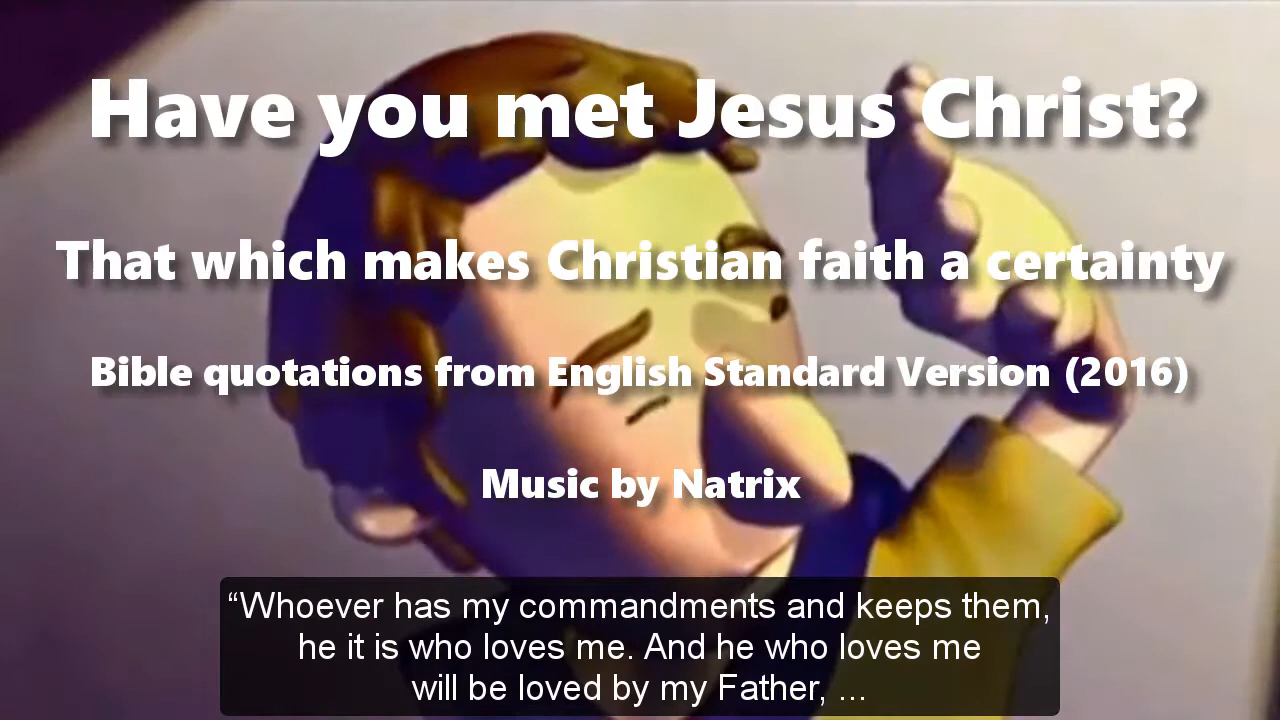 Have you met Jesus Christ?
That which makes Christian faith a certainty
Bible quotations from English Standard Version (2016)
Music by Natrix
“Whoever has my commandments and keeps them,
he it is who loves me. And he who loves me
will be loved by my Father, ...